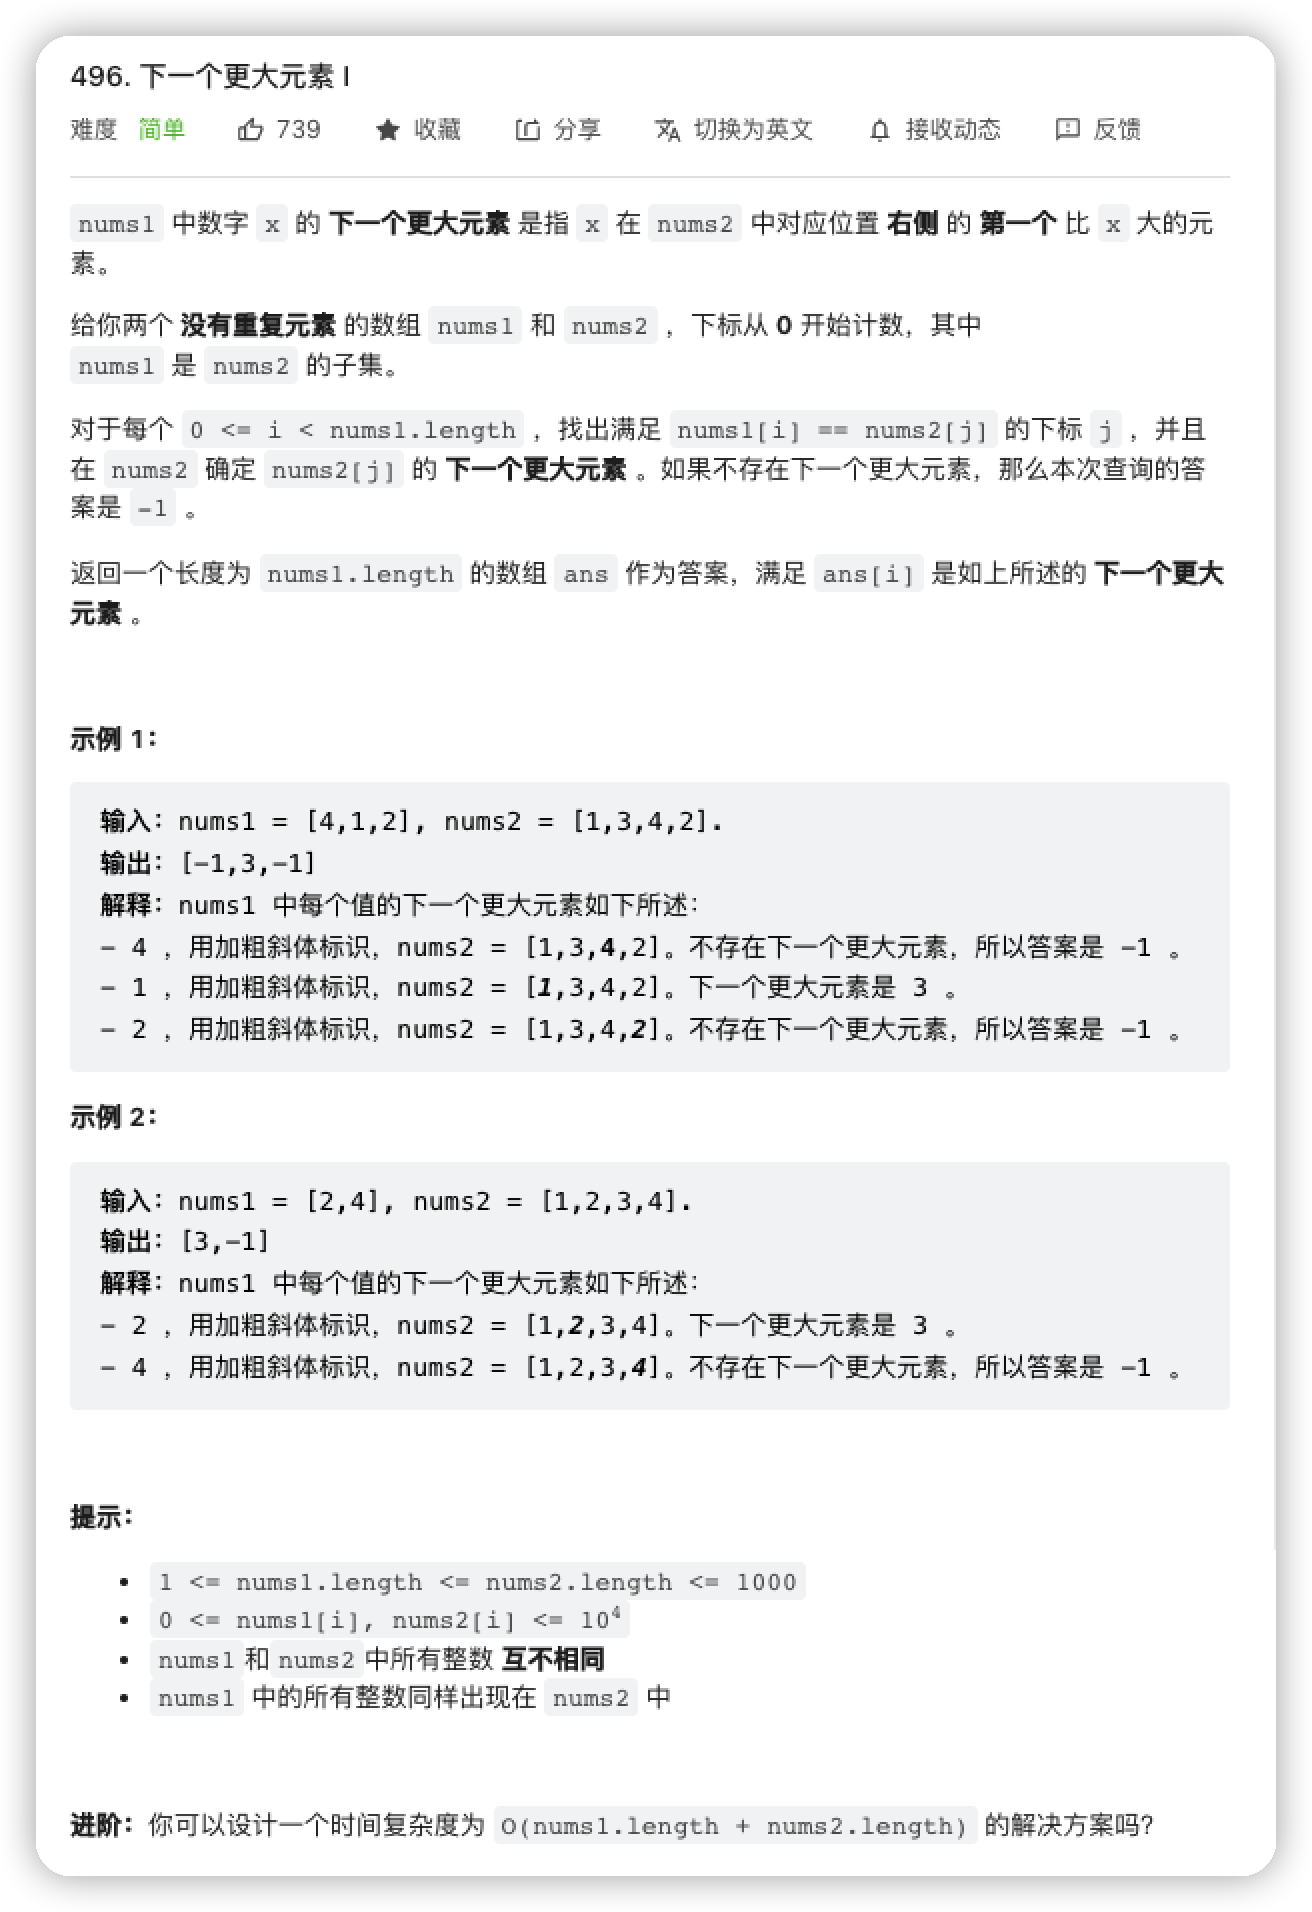 496. 下一个更大元素 I
难度 简单 739 收藏 分享 切换为英文 接收动态 反馈
nums1 中数字 x 的 下一个更大元素 是指 x 在 nums2 中对应位置 右侧 的 第一个 比 x 大的元
素。
给你两个 没有重复元素 的数组 nums1 和 nums2 ，下标从 0 开始计数，其中
nums1 是 nums2 的子集。
对于每个 0 <= i < nums1.length ，找出满足 nums1[i] == nums2[j] 的下标 j ，并且
在 nums2 确定 nums2[j] 的 下一个更大元素 。如果不存在下一个更大元素，那么本次查询的答
案是 -1 。
返回一个长度为 nums1.length 的数组 ans 作为答案，满足 ans[i] 是如上所述的 下一个更大
元素 。
示例 1：
输入：nums1 = [4,1,2], nums2 = [1,3,4,2].
输出：[-1,3,-1]
解释：nums1 中每个值的下一个更大元素如下所述：
- 4 ，用加粗斜体标识，nums2 = [1,3,4,2]。不存在下一个更大元素，所以答案是 -1 。
- 1 ，用加粗斜体标识，nums2 = [1,3,4,2]。下一个更大元素是 3 。
- 2 ，用加粗斜体标识，nums2 = [1,3,4,2]。不存在下一个更大元素，所以答案是 -1 。
示例 2：
输入：nums1 = [2,4], nums2 = [1,2,3,4].
输出：[3,-1]
解释：nums1 中每个值的下一个更大元素如下所述：
- 2 ，用加粗斜体标识，nums2 = [1,2,3,4]。下一个更大元素是 3 。
- 4 ，用加粗斜体标识，nums2 = [1,2,3,4]。不存在下一个更大元素，所以答案是 -1 。
提示：
• 1 <= nums1.length <= nums2.length <= 1000
• 0 <= nums1[i], nums2[i] <= 10⁴
• nums1和nums2中所有整数 互不相同
• nums1 中的所有整数同样出现在 nums2 中
进阶：你可以设计一个时间复杂度为 O(nums1.length + nums2.length) 的解决方案吗？